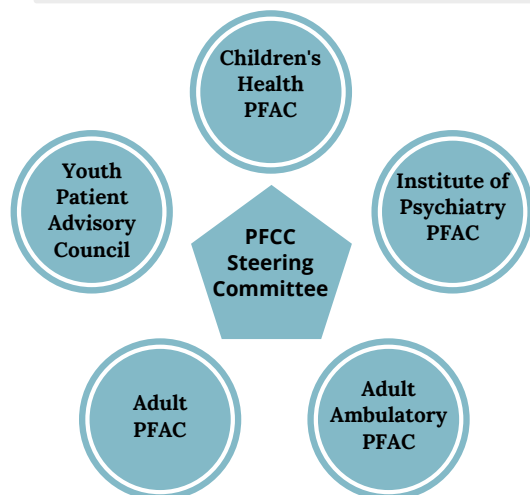 Children's
Health
PFAC
Youth
Patient
Advisory
Council
Institute of
Psychiatry
PFAC
PFCC
Steering
Committee
Adult
PFAC
Adult
Ambulatory
PFAC